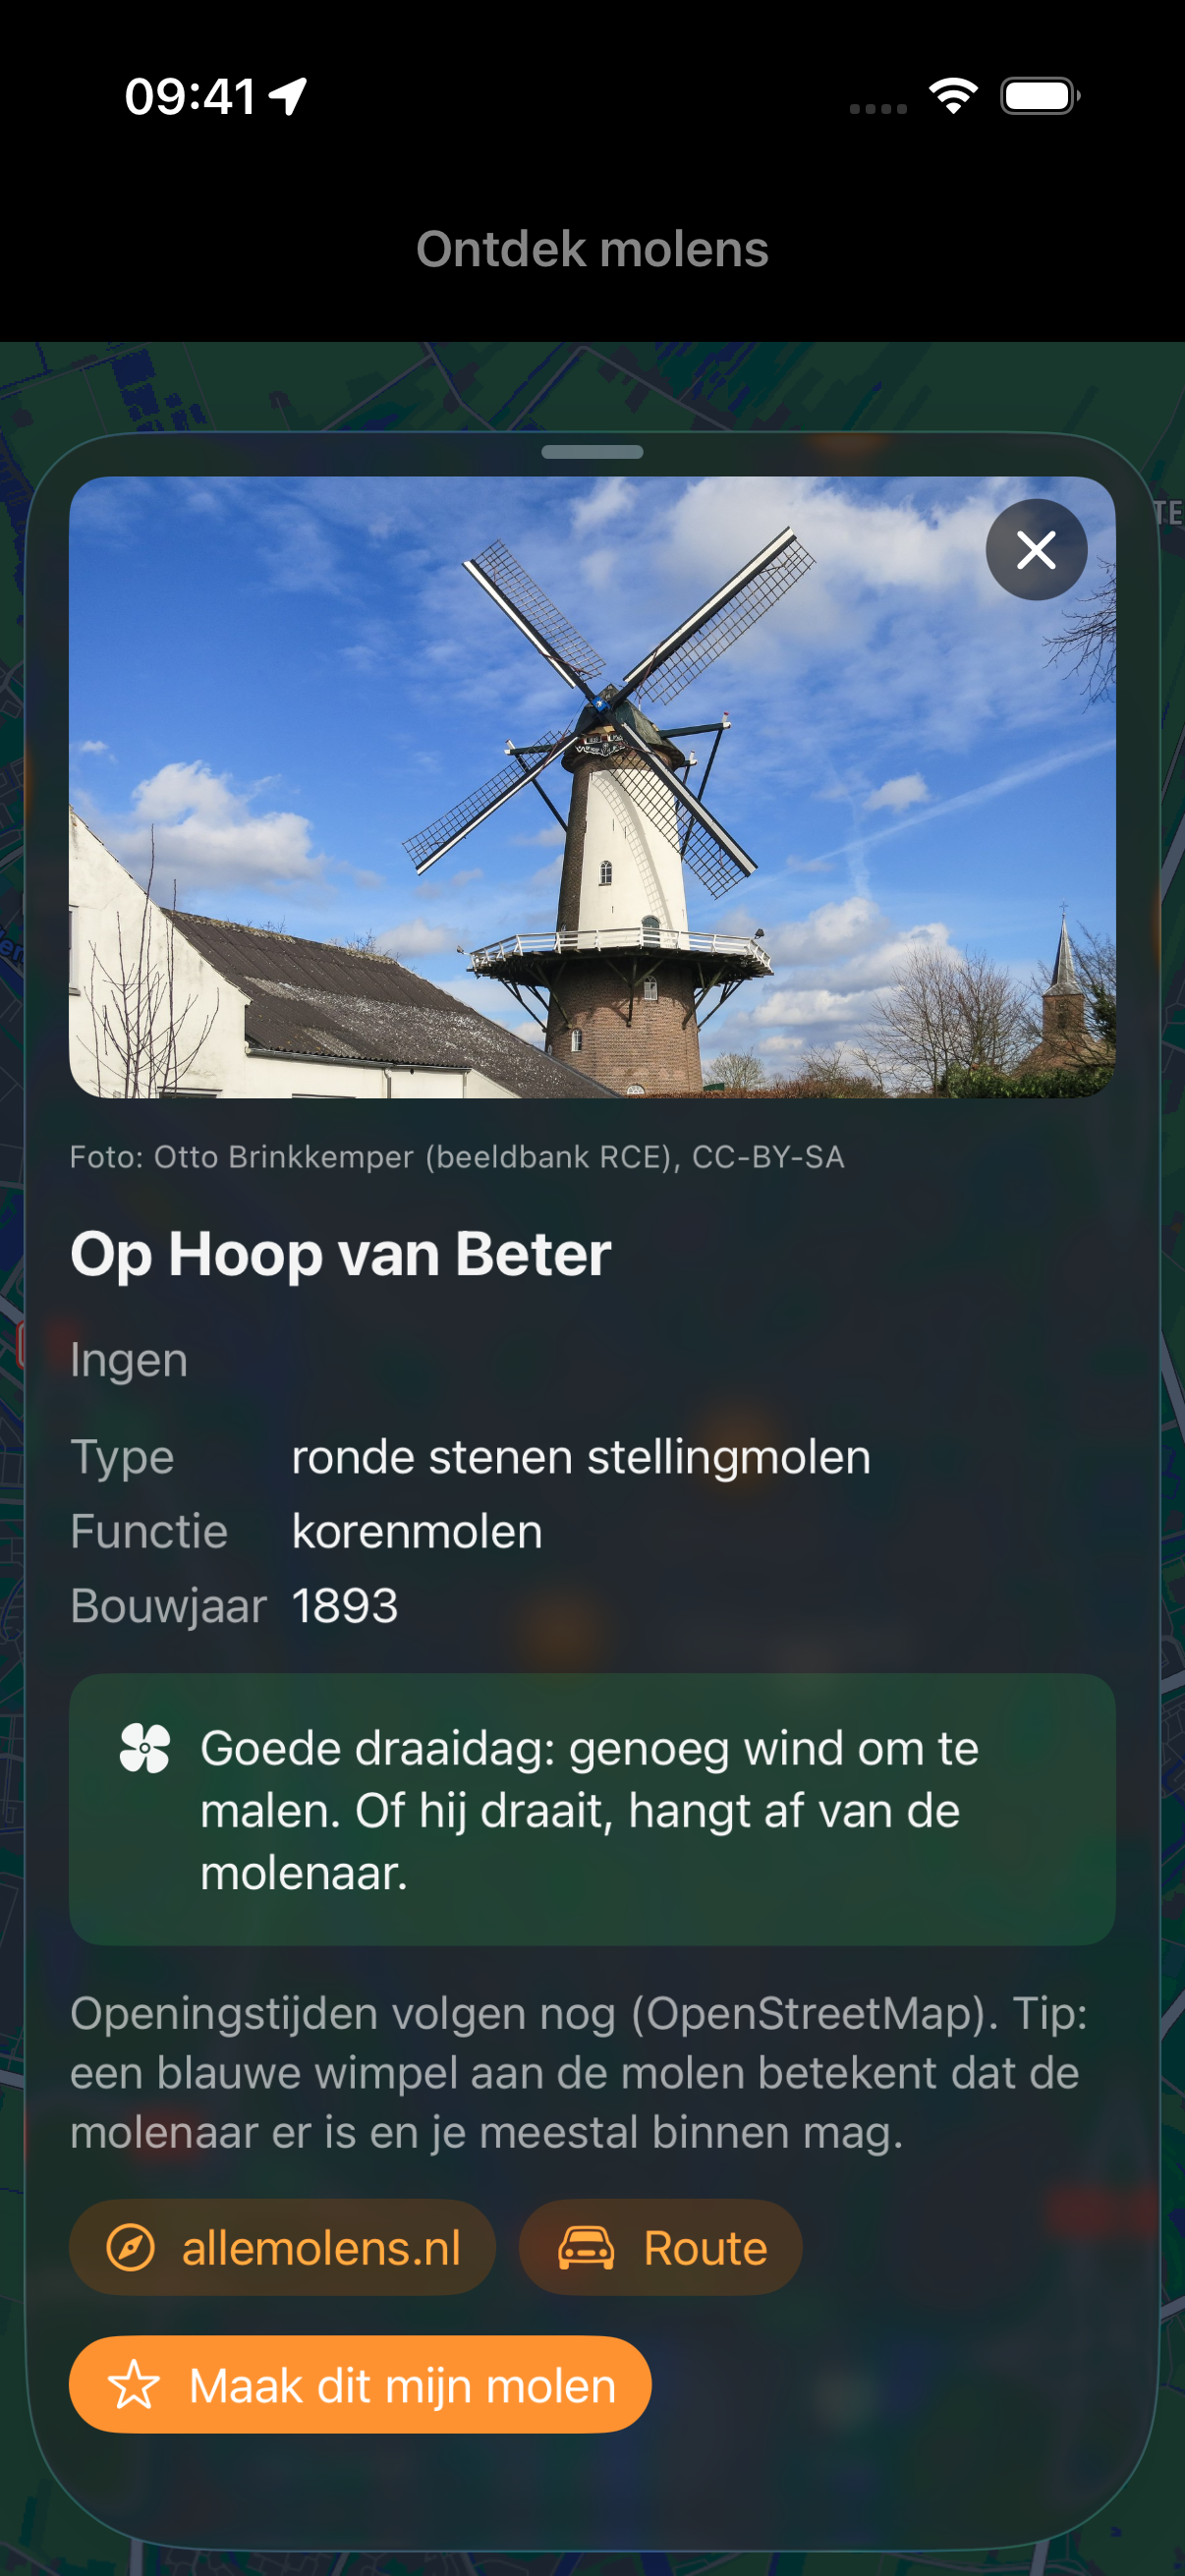 09:41
Ontdek molens
TE
Foto: Otto Brinkkemper (beeldbank RCE), CC-BY-SA
Op Hoop van Beter
Ingen
Type ronde stenen stellingmolen
Functie korenmolen
Bouwjaar 1893
Goede draaidag: genoeg wind om te
malen. Of hij draait, hangt af van de
molenaar.
Openingstijden volgen nog (OpenStreetMap). Tip:
een blauwe wimpel aan de molen betekent dat de
molenaar er is en je meestal binnen mag.
allemolens.nl Route
Maak dit mijn molen